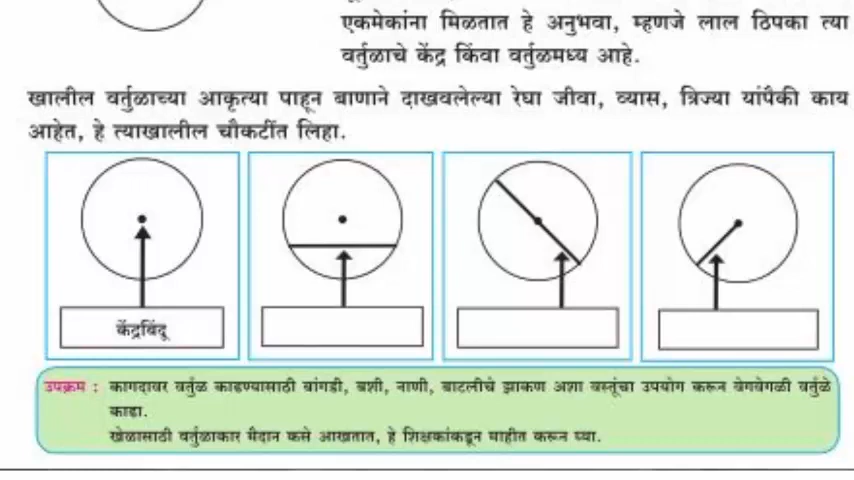 एकमेकांना मिळतात हे अनुभवा, म्हणजे लाल ठिपका त्या
वर्तुळाचे केंद्र किंवा वर्तुळमध्य आहे.
खालील वर्तुळाच्या आकृत्या पाहून बाणाने दाखवलेल्या रेघा जीवा, व्यास, त्रिज्या यांपैकी काय
आहेत, हे त्याखालील चौकटींत लिहा.
केंद्रबिंदू
उपक्रम : कागदावर वर्तुळ काढण्यासाठी बांगडी, बशी, नाणी, बाटलीचे झाकण अशा वस्तूंचा उपयोग करून वेगवेगळी वर्तुळे
काढा.
खेळासाठी वर्तुळाकार मैदान कसे आखतात, हे शिक्षकांकडून माहीत करून घ्या.